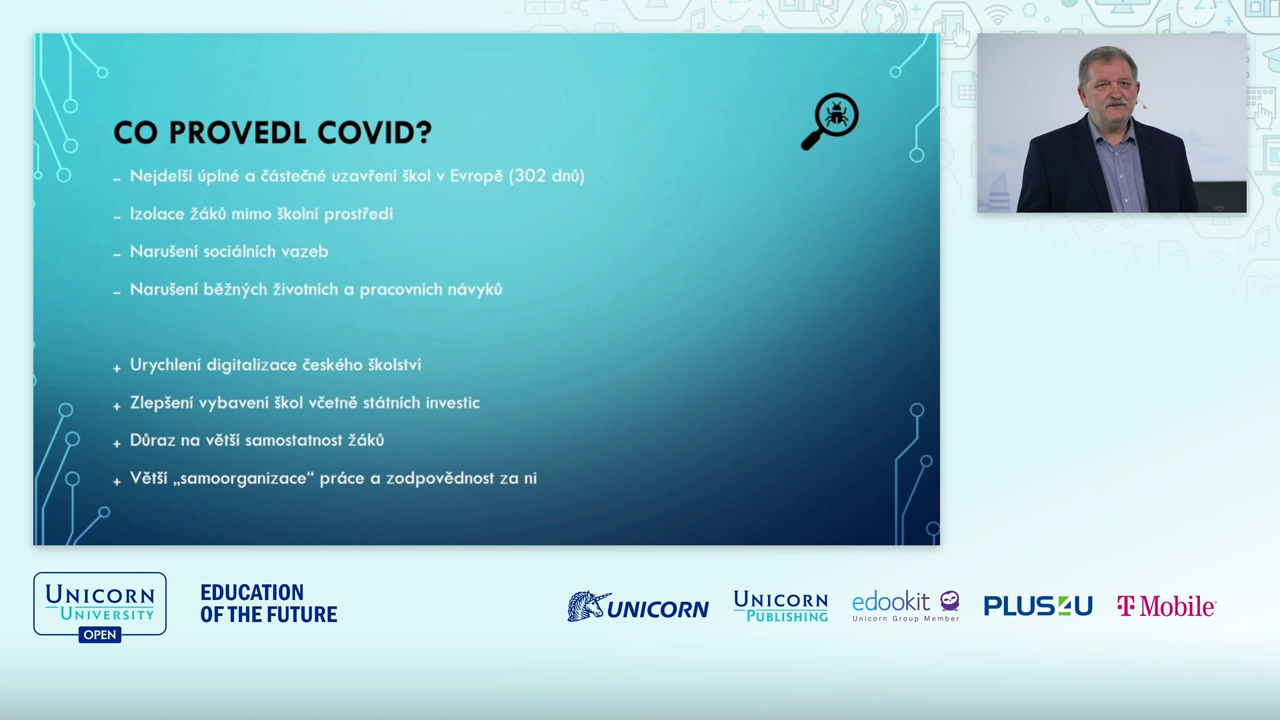 CO PROVEDL COVID?
– Nejdelší úplné a částečné uzavření škol v Evropě (302 dnů)
– Izolace žáků mimo školní prostředí
– Narušení sociálních vazeb
– Narušení běžných životních a pracovních návyků
+ Urychlení digitalizace českého školství
+ Zlepšení vybavení škol včetně státních investic
+ Důraz na větší samostatnost žáků
+ Větší „samoorganizace“ práce a zodpovědnost za ni
UNICORN
UNIVERSITY
OPEN
EDUCATION
OF THE FUTURE
UNICORN
UNICORN
PUBLISHING
edookit
Unicorn Group Member
PLUS4U
T Mobile